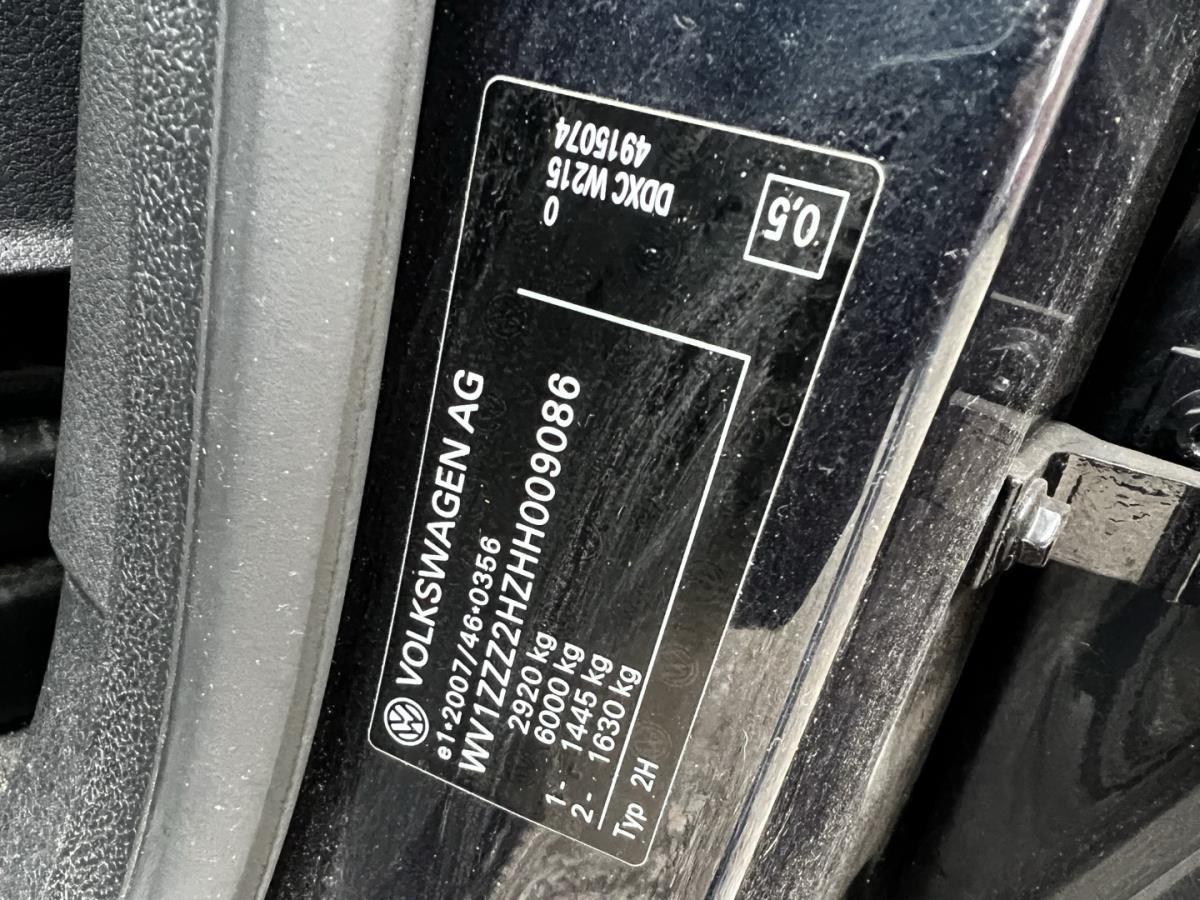 VOLKSWAGEN AG
e1*2007/46*0356
WV1ZZZ2HZHH009086
2920 kg
6000 kg
1- 1445 kg
2- 1630 kg
Typ 2H
4915074
DDXC W215 0
0,5